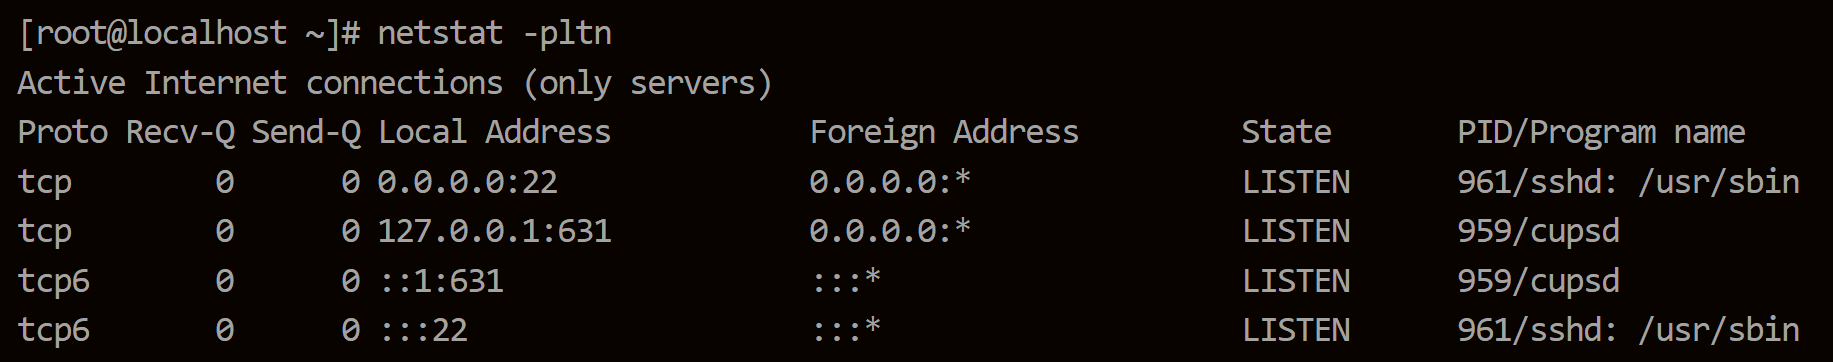 [root@localhost ~]# netstat -pltn
Active Internet connections (only servers)
Proto Recv-Q Send-Q Local Address           Foreign Address         State       PID/Program name
tcp        0      0 0.0.0.0:22              0.0.0.0:*               LISTEN      961/sshd: /usr/sbin
tcp        0      0 127.0.0.1:631           0.0.0.0:*               LISTEN      959/cupsd
tcp6       0      0 ::1:631                 :::*                    LISTEN      959/cupsd
tcp6       0      0 :::22                   :::*                    LISTEN      961/sshd: /usr/sbin